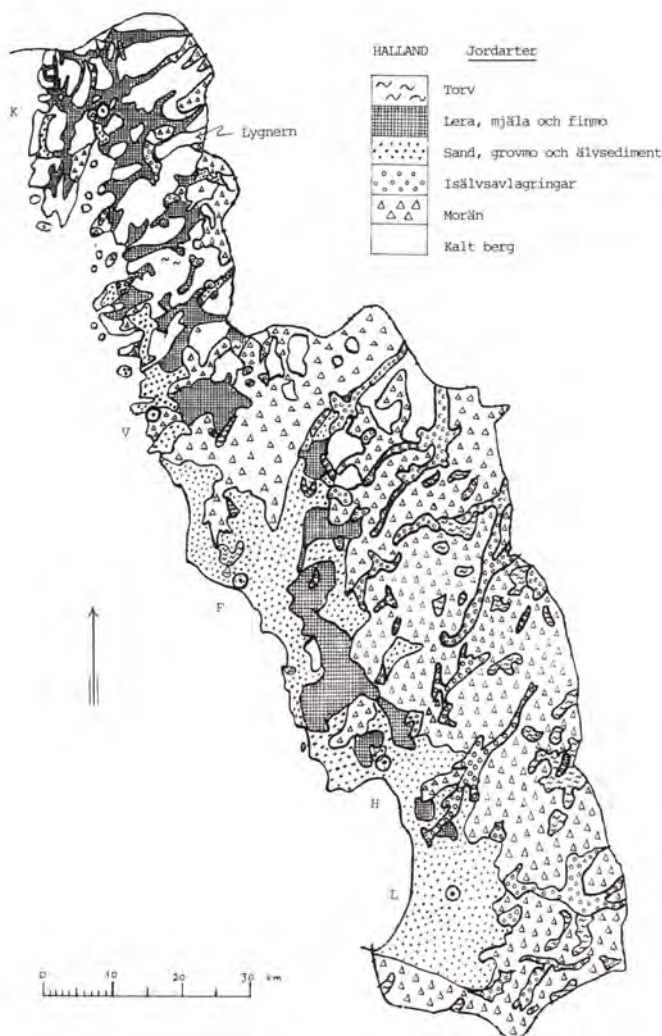 HALLAND Jordarter
Torv
Lera, mjäla och finmo
Sand, grovmo och älvsediment
Isälvsavlagringar
Morän
Kalt berg
K
Lygnern
V
F
H
L
0 10 20 30 km